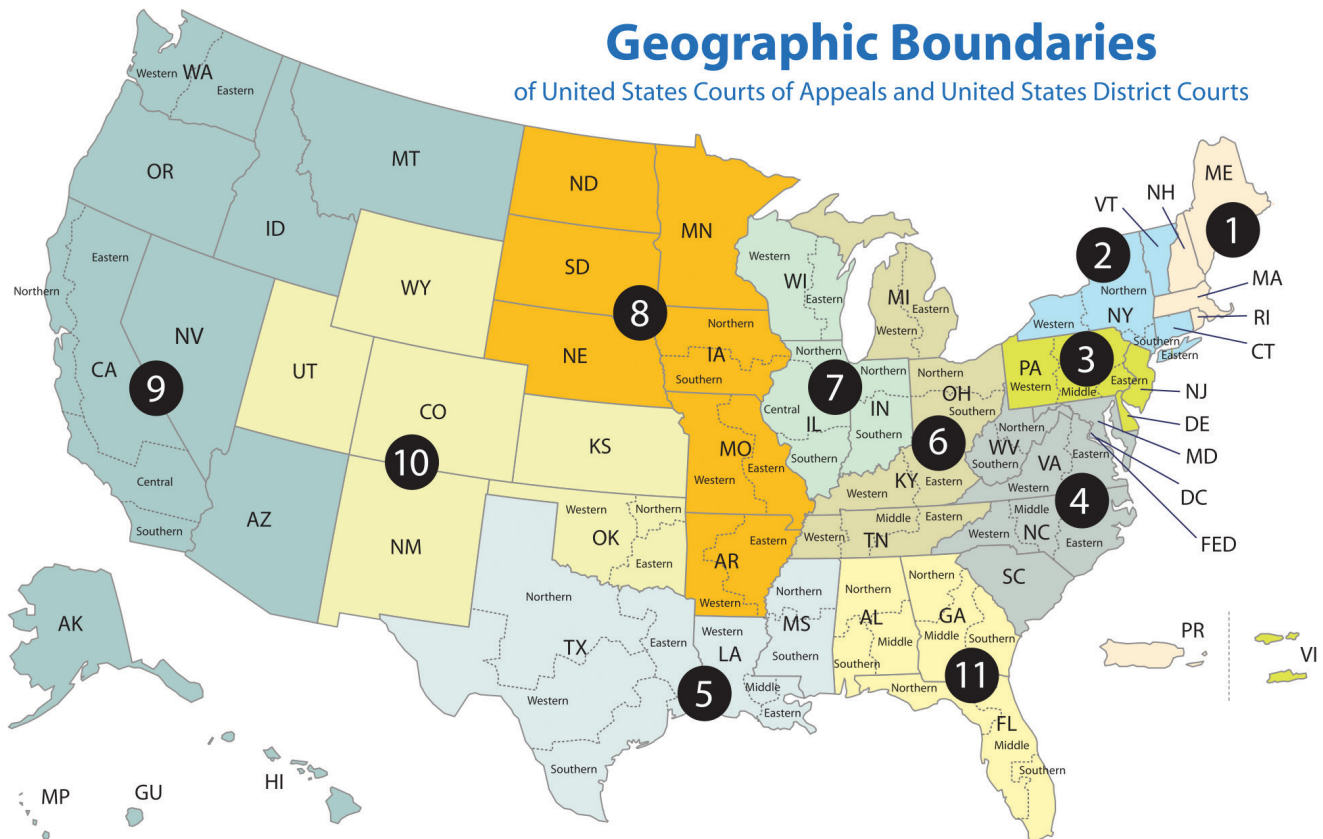 Geographic Boundaries
of United States Courts of Appeals and United States District Courts
Western
WA
Eastern
OR
MT
ID
ND
MN
SD
WY
8
NE
Northern
IA
Southern
Western
WI
Eastern
MI
Eastern
Western
ME
NH
VT
1
2
MA
RI
CT
Northern
NY
Western
Southern
Eastern
Eastern
Northern
NV
CA
9
Central
Southern
UT
CO
10
KS
AZ
NM
Western
Northern
OK
Eastern
MO
Eastern
Western
Eastern
AR
Western
Northern
7
Central
IL
Southern
Northern
IN
Southern
Northern
OH
Southern
6
KY
Western
Eastern
Middle
Eastern
Western
TN
PA
3
Western
Middle
Eastern
NJ
DE
MD
DC
FED
Northern
WV
Southern
VA
Eastern
Western
4
Middle
Western
NC
Eastern
SC
Northern
TX
Eastern
Western
Southern
Western
LA
5
Middle
Eastern
Northern
MS
Southern
Northern
AL
Middle
Southern
Northern
GA
Middle
Southern
11
Northern
FL
Middle
Southern
PR
VI
AK
HI
GU
MP